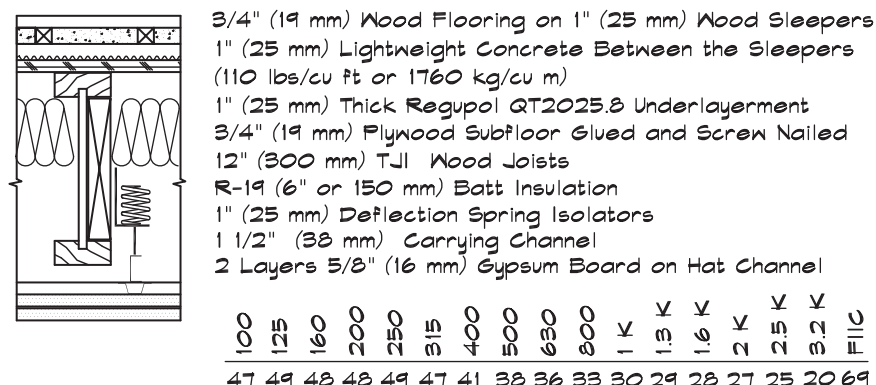 3/4" (19 mm) Wood Flooring on 1" (25 mm) Wood Sleepers
1" (25 mm) Lightweight Concrete Between the Sleepers
(110 lbs/cu ft or 1760 kg/cu m)
1" (25 mm) Thick Regupol QT2025.8 Underlayerment
3/4" (19 mm) Plywood Subfloor Glued and Screw Nailed
12" (300 mm) TJI Wood Joists
R-19 (6" or 150 mm) Batt Insulation
1" (25 mm) Deflection Spring Isolators
1 1/2" (38 mm) Carrying Channel
2 Layers 5/8" (16 mm) Gypsum Board on Hat Channel
100 125 160 200 250 315 400 500 630 800 1 K 1.3 K 1.6 K 2 K 2.5 K 3.2 K FIIC
47 49 48 48 49 47 41 38 36 33 30 29 28 27 25 20 69